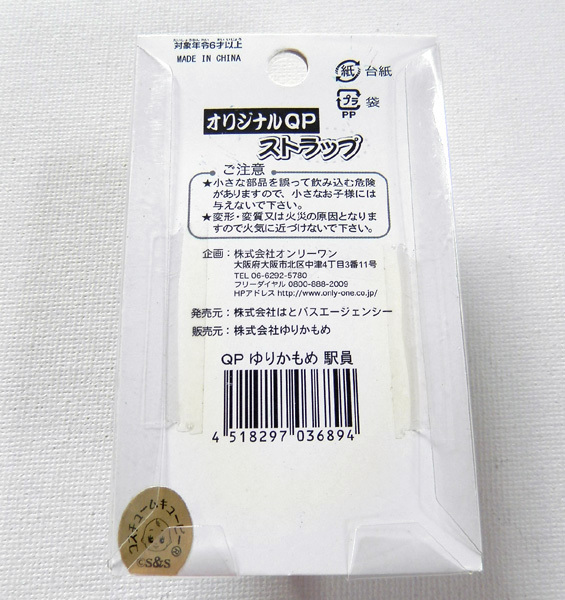 対象年令6才以上
MADE IN CHINA
紙 台紙
プラ 袋
PP
オリジナルQP
ストラップ
ご注意
★小さな部品を誤って飲み込む危険
がありますので、小さなお子様には
与えないで下さい。
★変形・変質又は火災の原因となりま
すので火気に近づけないで下さい。
企画：株式会社オンリーワン
大阪府大阪市北区中津4丁目3番11号
TEL 06-6292-5780
フリーダイヤル 0800-888-2009
HPアドレス http://www.only-one.co.jp/
発売元：株式会社はとバスエージェンシー
販売元：株式会社ゆりかもめ
QP ゆりかもめ 駅員
4 518297 036894
コスチュームキューピー
©S&S